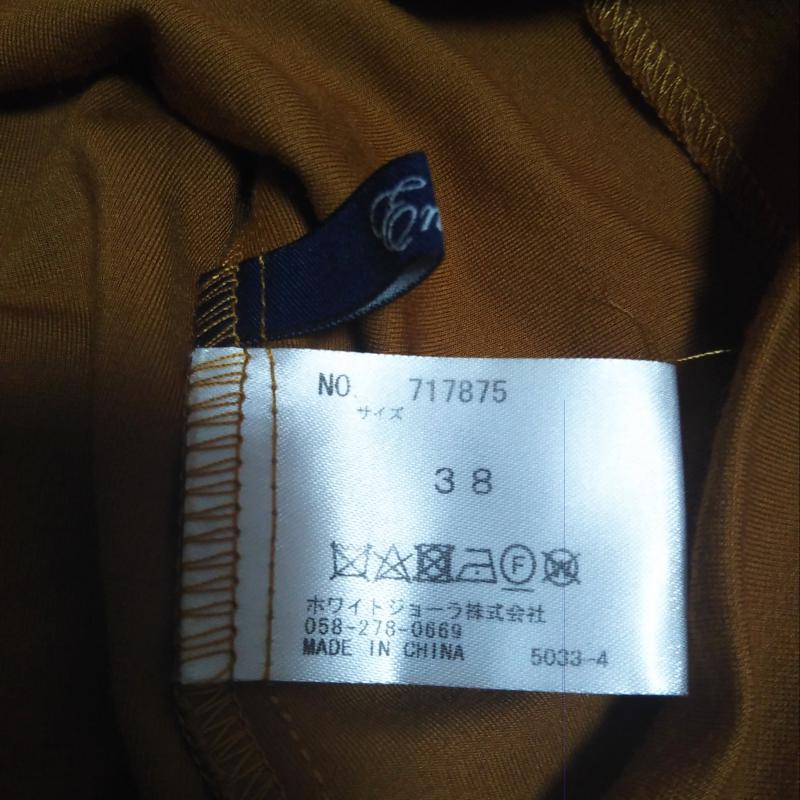 En
NO. 717875
サイズ
38
F W
ホワイトジョーラ株式会社
058-278-0669
MADE IN CHINA 5033-4